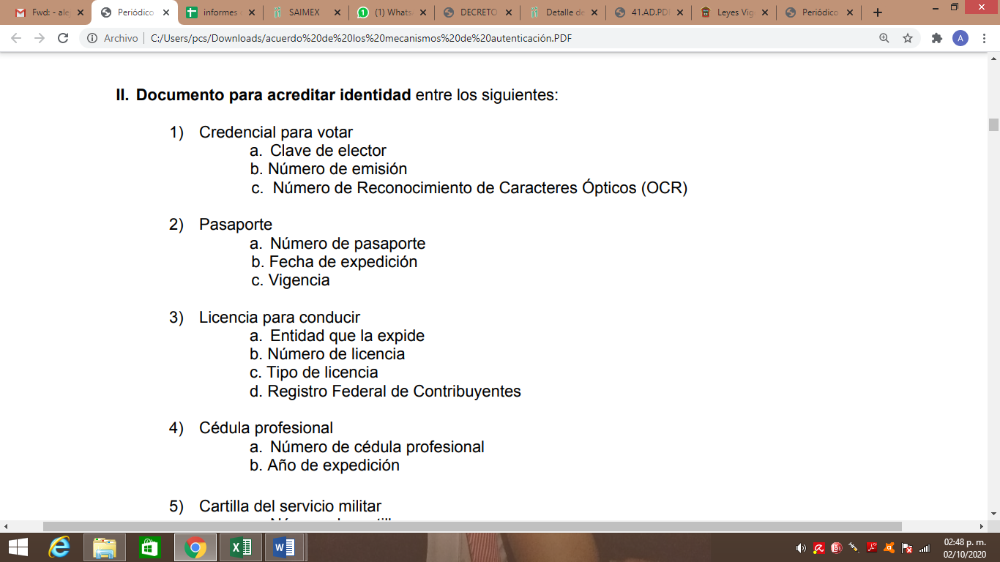 Fwd: - ale
Periódico
informes
SAIMEX
(1) Whats
DECRETO
Detalle de
41.AD.PD
Leyes Vig
Periódico
Archivo
C:/Users/pcs/Downloads/acuerdo%20de%20los%20mecanismos%20de%20autenticación.PDF
A
II. Documento para acreditar identidad entre los siguientes:
1) Credencial para votar
a. Clave de elector
b. Número de emisión
c. Número de Reconocimiento de Caracteres Ópticos (OCR)
2) Pasaporte
a. Número de pasaporte
b. Fecha de expedición
c. Vigencia
3) Licencia para conducir
a. Entidad que la expide
b. Número de licencia
c. Tipo de licencia
d. Registro Federal de Contribuyentes
4) Cédula profesional
a. Número de cédula profesional
b. Año de expedición
5) Cartilla del servicio militar
02:48 p. m.
02/10/2020